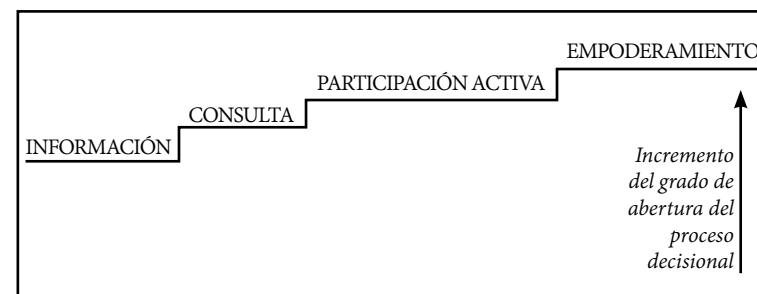 EMPODERAMIENTO
PARTICIPACIÓN ACTIVA
CONSULTA
INFORMACIÓN
Incremento
del grado de
abertura del
proceso
decisional